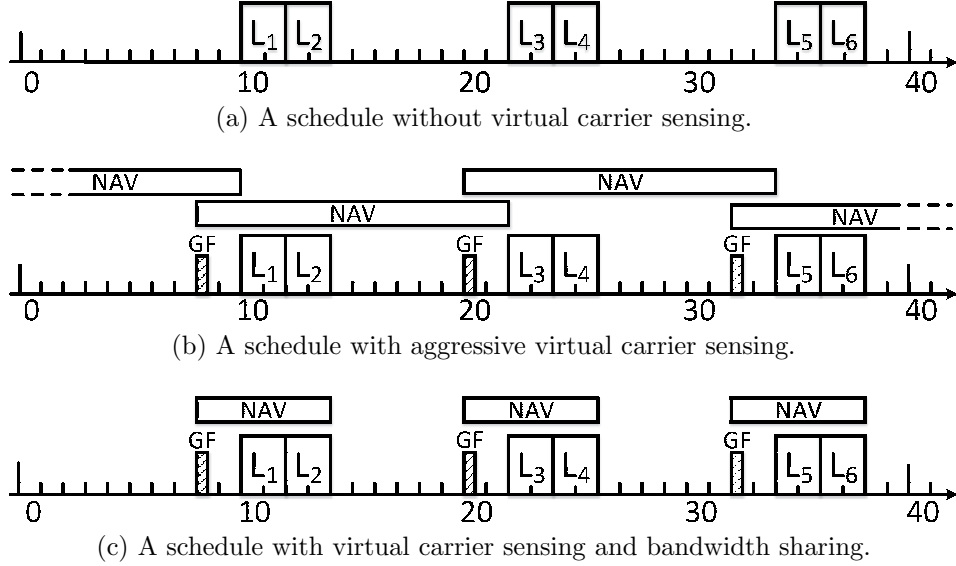 L1 L2 L3 L4 L5 L6
0 10 20 30 40
(a) A schedule without virtual carrier sensing.
NAV NAV
NAV NAV
GF GF GF
L1 L2 L3 L4 L5 L6
0 10 20 30 40
(b) A schedule with aggressive virtual carrier sensing.
NAV NAV NAV
GF GF GF
L1 L2 L3 L4 L5 L6
0 10 20 30 40
(c) A schedule with virtual carrier sensing and bandwidth sharing.